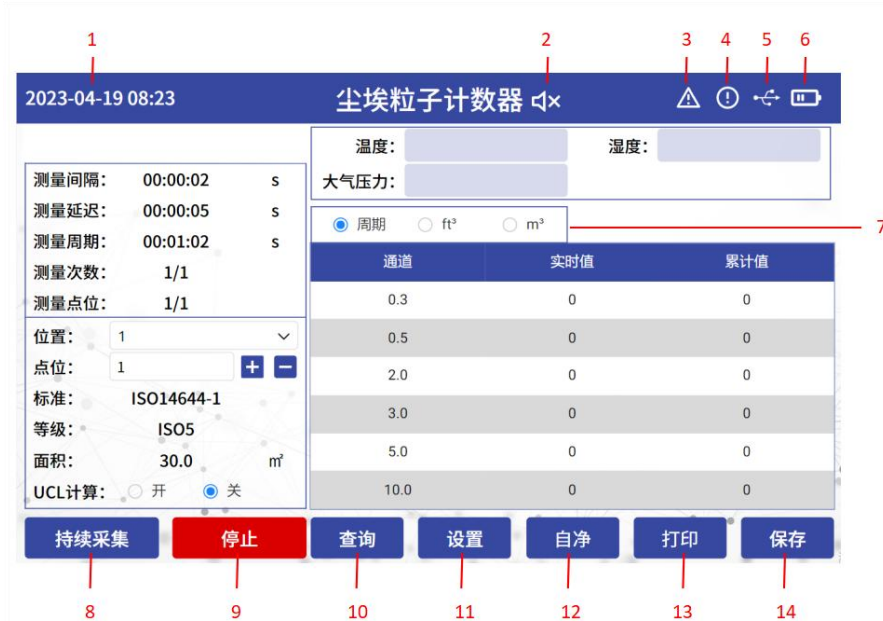 1 2 3 4 5 6
2023-04-19 08:23 尘埃粒子计数器
温度: 湿度:
大气压力:
测量间隔: 00:00:02 s
测量延迟: 00:00:05 s
测量周期: 00:01:02 s
测量次数: 1/1
测量点位: 1/1
位置: 1
点位: 1 + −
标准: ISO14644-1
等级: ISO5
面积: 30.0 ㎡
UCL计算: 开 关
周期 ft³ m³ 7
通道 实时值 累计值
0.3 0 0
0.5 0 0
2.0 0 0
3.0 0 0
5.0 0 0
10.0 0 0
持续采集 停止 查询 设置 自净 打印 保存
8 9 10 11 12 13 14